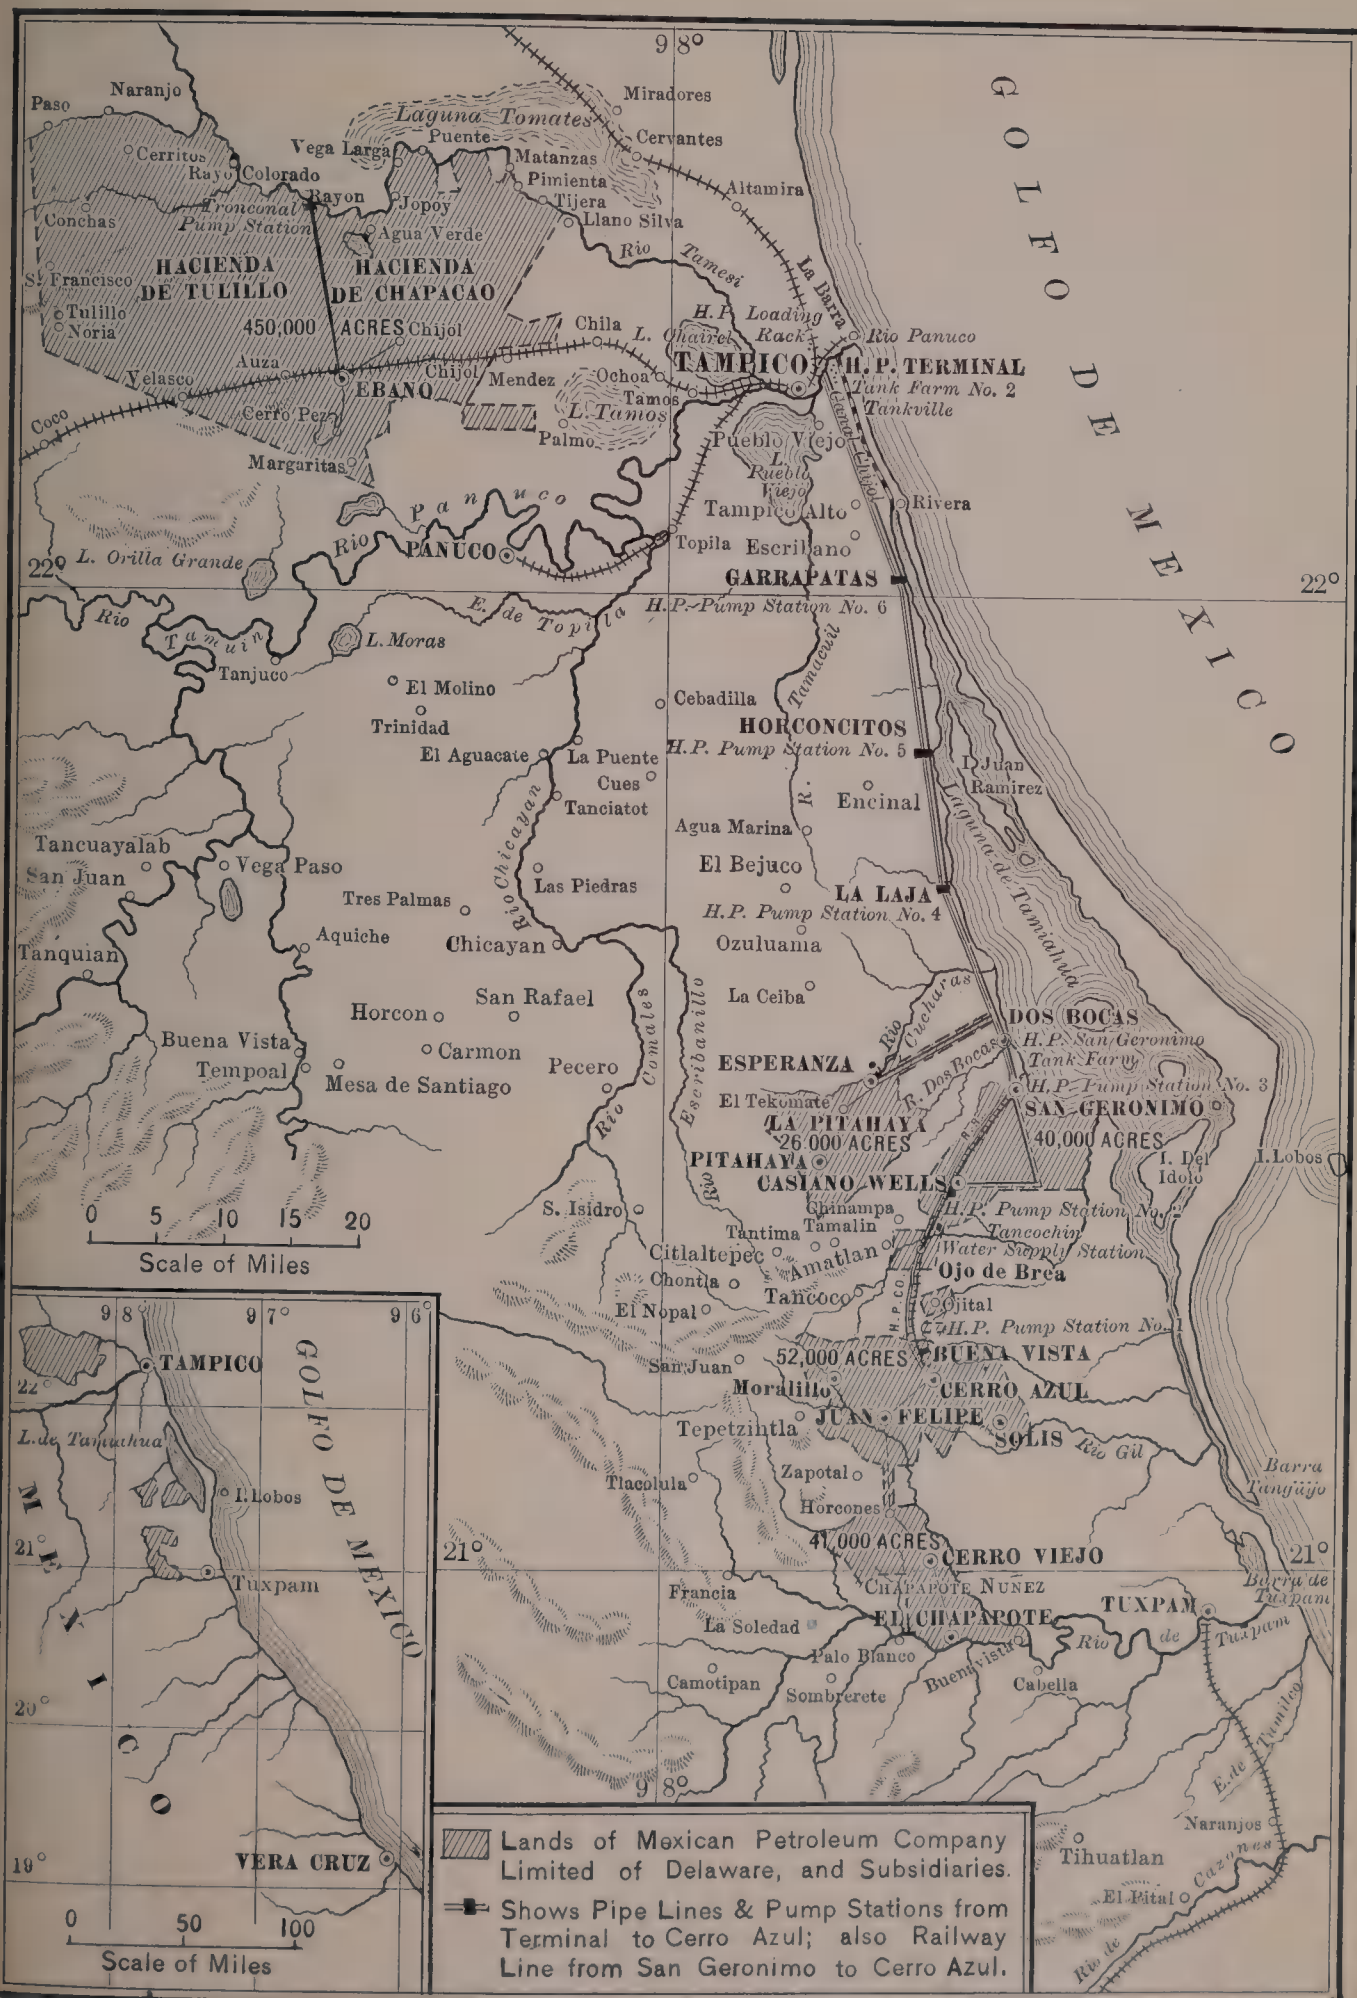 98°
GOLFO DE MEXICO
Naranjo
Paso
Miradores
Laguna Tomates
Puente
Cervantes
Cerritos
Vega Larga
Matanzas
Rayo Colorado
Pimienta
Altamira
Rayon
Jopoy
Tijera
Conchas
Tronconal
Pump Station
Llano Silva
Agua Verde
Rio Tamesi
HACIENDA
DE TULILLO
HACIENDA
DE CHAPACAO
La Barra
S. Francisco
Tulillo
Noria
450,000 ACRES
Chijol
Chila
L. Chairel
H.P. Loading
Rack
Rio Panuco
TAMPICO
H.P. TERMINAL
Tank Farm No. 2
Tankville
Auza
Velasco
EBANO
Chijol
Mendez
Ochoa
Tamos
L. Tamos
Coco
Cerro Pez
Palmo
Pueblo Viejo
L.
Pueblo
Viejo
Canal Chijol
Margaritas
Rio Panuco
Tampico Alto
Rivera
PANUCO
Topila
Escribano
L. Orilla Grande
22°
GARRAPATAS
22°
H.P. Pump Station No. 6
E. de Topila
Rio Tamuin
L. Moras
Tanjuco
El Molino
Cebadilla
R. Tamacuil
Trinidad
HORCONCITOS
El Aguacate
La Puente
H.P. Pump Station No. 5
Cues
I. Juan
Ramirez
Tanciatot
Encinal
Agua Marina
Tancuayalab
San Juan
Vega Paso
Rio Chicayan
El Bejuco
Laguna de Tamiahua
Las Piedras
LA LAJA
Tres Palmas
H.P. Pump Station No. 4
Aquiche
Chicayan
Ozuluama
Tanquian
La Ceiba
San Rafael
Horcon
Rio Cucharas
DOS BOCAS
Buena Vista
Carmon
H.P. San Geronimo
Tank Farm
Tempoal
Mesa de Santiago
Pecero
Rio Comales
Rio Escribanillo
ESPERANZA
R. Dos Bocas
H.P. Pump Station No. 3
El Tekomate
SAN GERONIMO
LA PITAHAYA
26,000 ACRES
R.R.
40,000 ACRES
PITAHAYA
I. Del
Idolo
I. Lobos
CASIANO WELLS
Chinampa
H.P. Pump Station No. 2
S. Isidro
Tamalin
Tancochin
Tantima
Water Supply Station
Citlaltepec
Amatlan
Ojo de Brea
Chontla
Tancoco
H.P. CO.
El Nopal
Ojital
H.P. Pump Station No. 1
0 5 10 15 20
Scale of Miles
San Juan
52,000 ACRES
BUENA VISTA
Moralillo
CERRO AZUL
Tepetzintla
JUAN FELIPE
SOLIS
Rio Gil
Tlacolula
Zapotal
Barra
Tangüijo
Horcones
41,000 ACRES
21°
CERRO VIEJO
21°
Francia
CHAPAPOTE NUÑEZ
Barra de
Tuxpam
La Soledad
EL CHAPAPOTE
TUXPAM
Rio de Tuxpam
Palo Blanco
Buenavista
Camotipan
Sombrerete
Cabella
E. de Tamilco
98°
Naranjos
Tihuatlan
El Pital
Rio de Cazones
98° 97° 96°
TAMPICO
22°
GOLFO DE MEXICO
L. de Tamiahua
I. Lobos
21°
Tuxpam
MEXICO
20°
VERA CRUZ
19°
0 50 100
Scale of Miles
Lands of Mexican Petroleum Company
Limited of Delaware, and Subsidiaries.
Shows Pipe Lines & Pump Stations from
Terminal to Cerro Azul; also Railway
Line from San Geronimo to Cerro Azul.